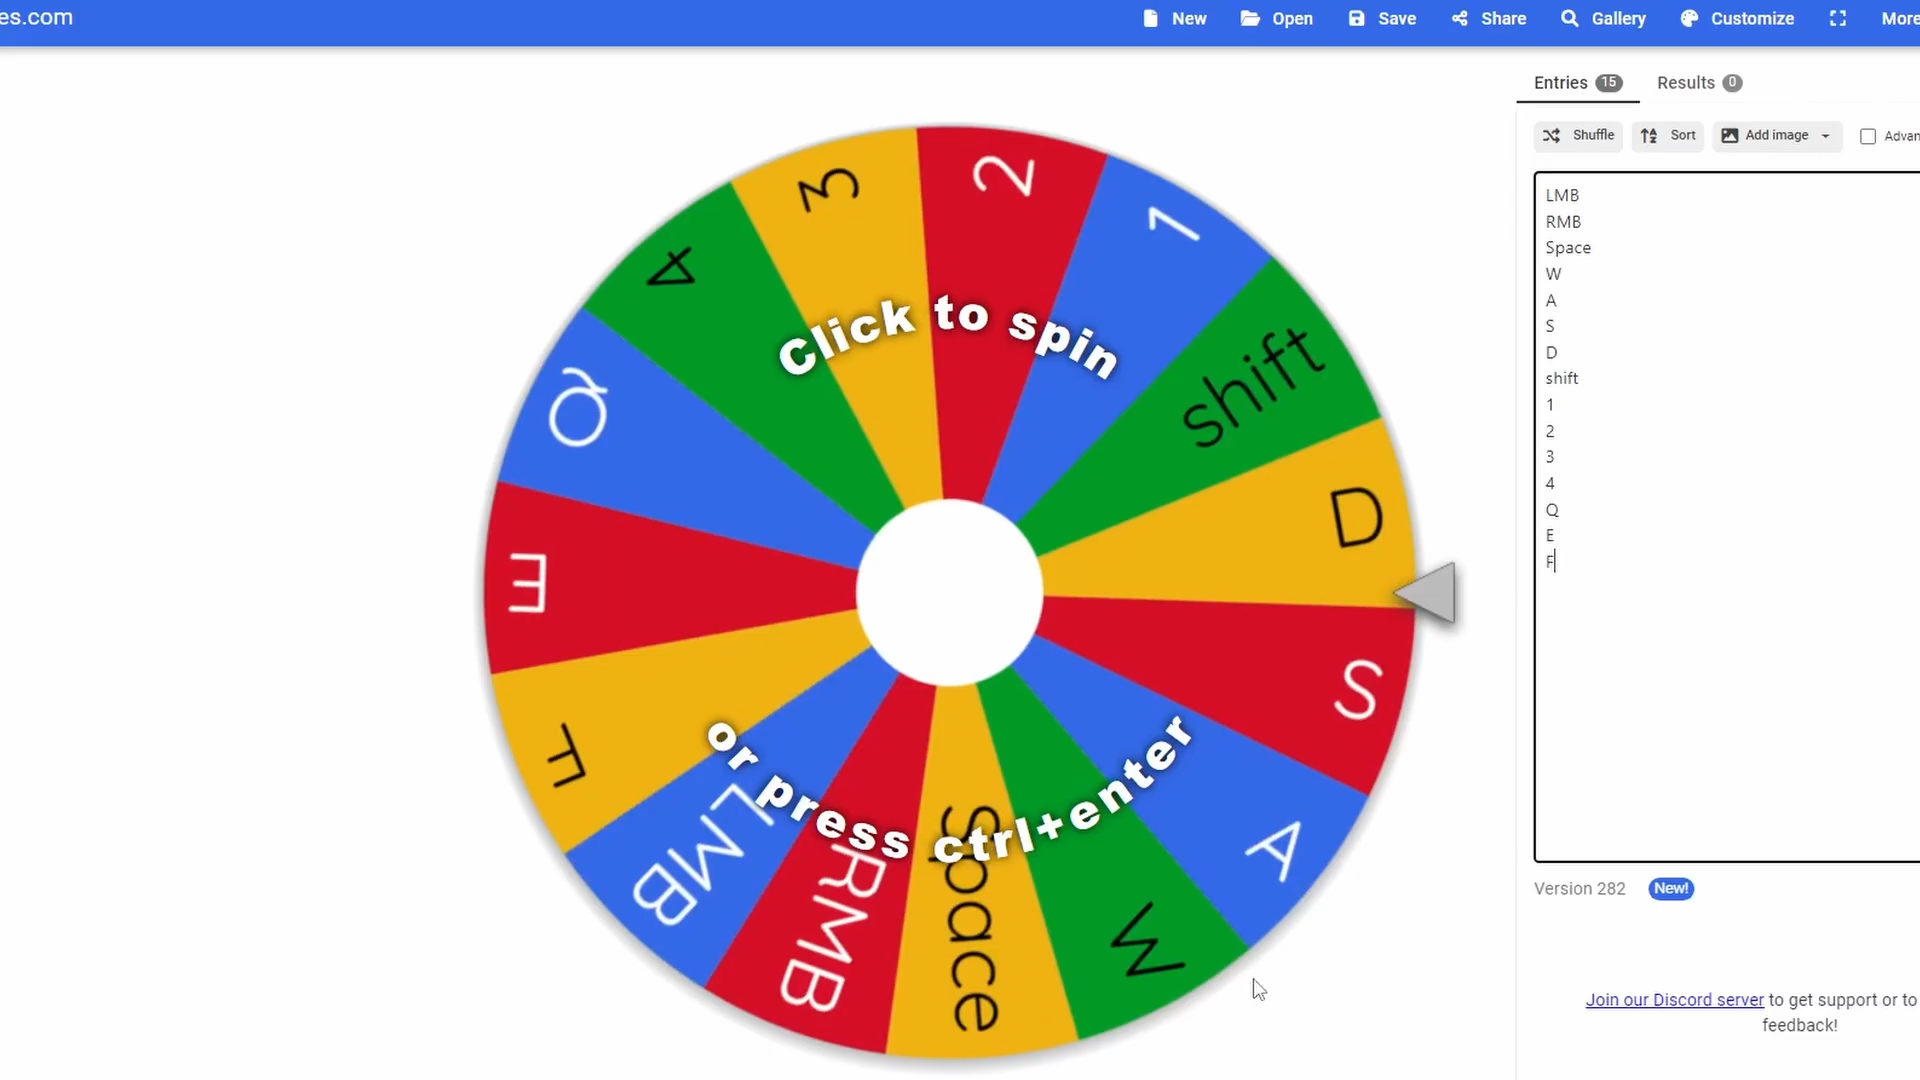 es.com
New Open Save Share Gallery Customize More
Entries 15 Results 0
Shuffle Sort Add image Advan
LMB
RMB
Space
W
A
S
D
shift
1
2
3
4
Q
E
F
Version 282 New!
Join our Discord server to get support or to
feedback!
Click to spin
or press ctrl+enter
LMB
RMB
Space
W
A
S
D
shift
1
2
3
4
Q
E
F